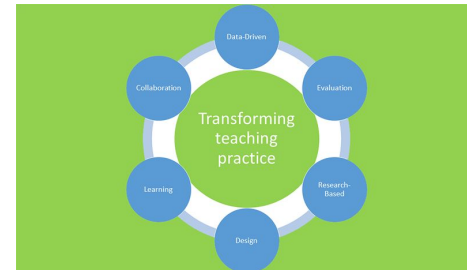 Data-Driven
Evaluation
Research-
Based
Design
Learning
Collaboration
Transforming
teaching
practice